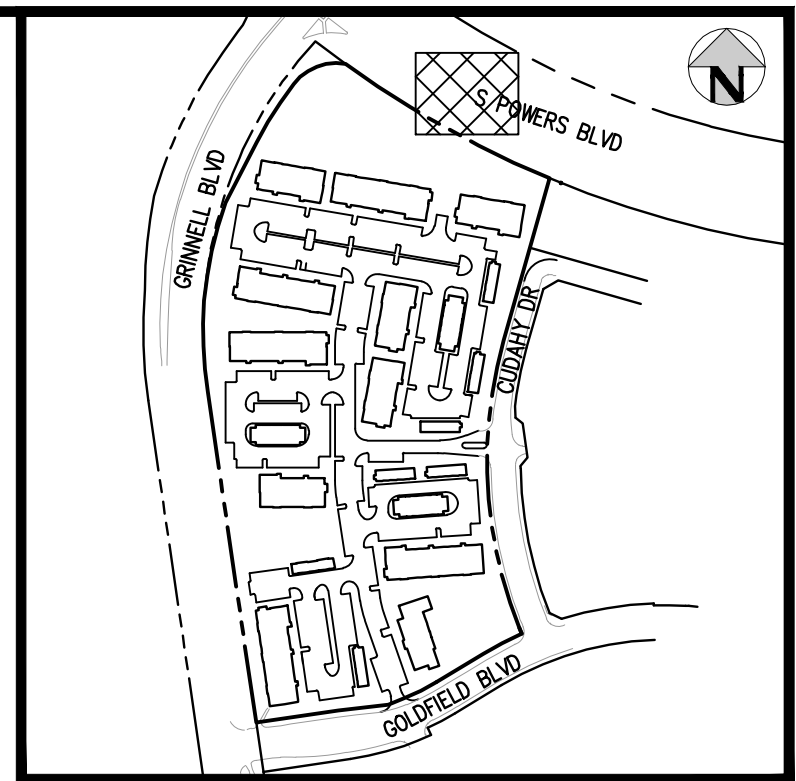 N
S POWERS BLVD
GRINNELL BLVD
CUDAHY DR
GOLDFIELD BLVD